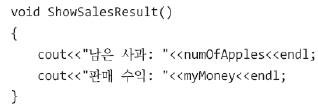 void ShowSalesResult()
{
    cout<<"남은 사과: "<<numOfApples<<endl;
    cout<<"판매 수익: "<<myMoney<<endl;
}